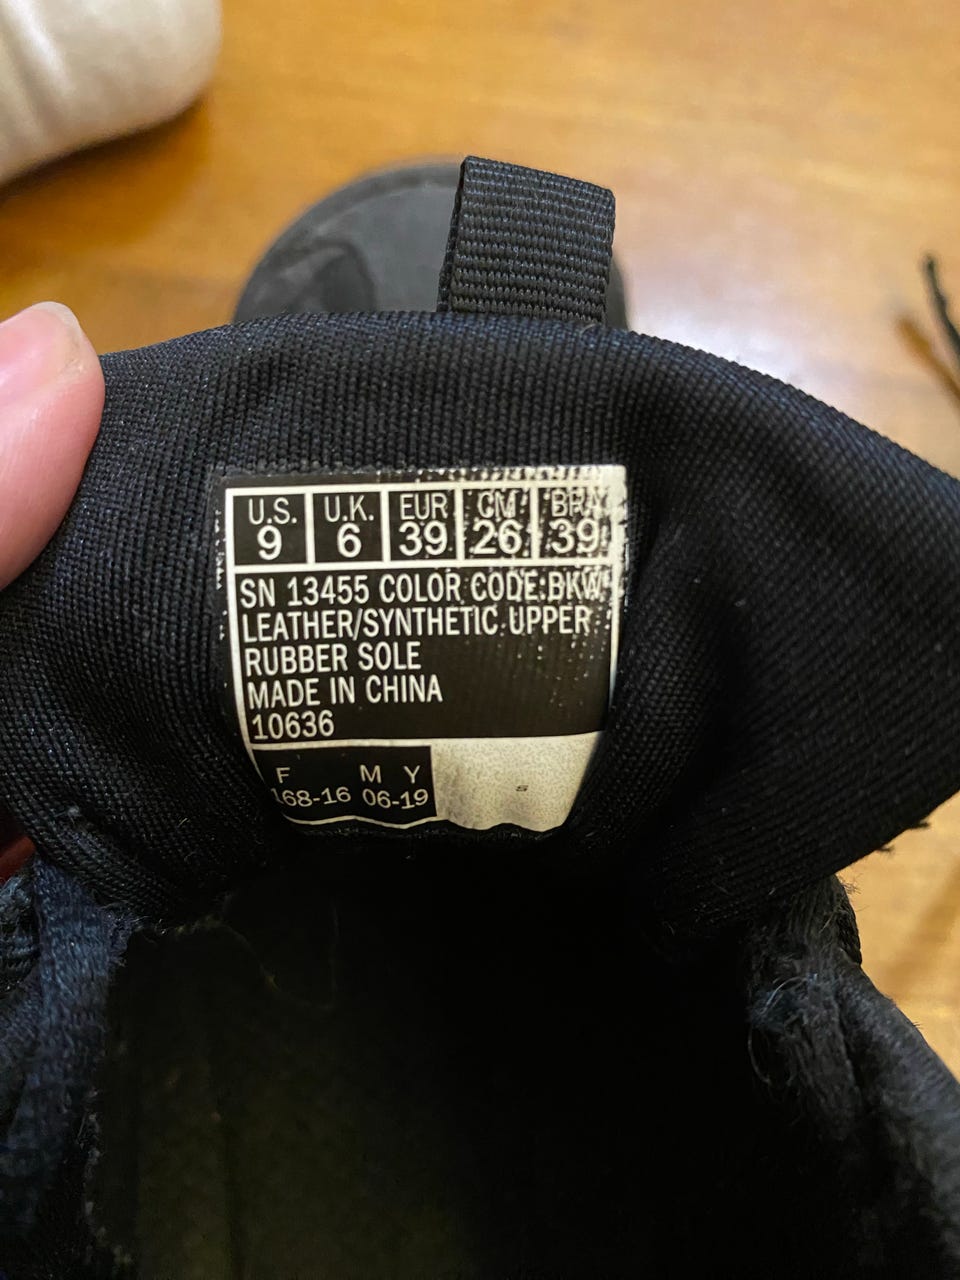 U.S. U.K. EUR CM BRA
9 6 39 26 39
SN 13455 COLOR CODE:BKW
LEATHER/SYNTHETIC UPPER
RUBBER SOLE
MADE IN CHINA
10636
F M Y
168-16 06-19
S